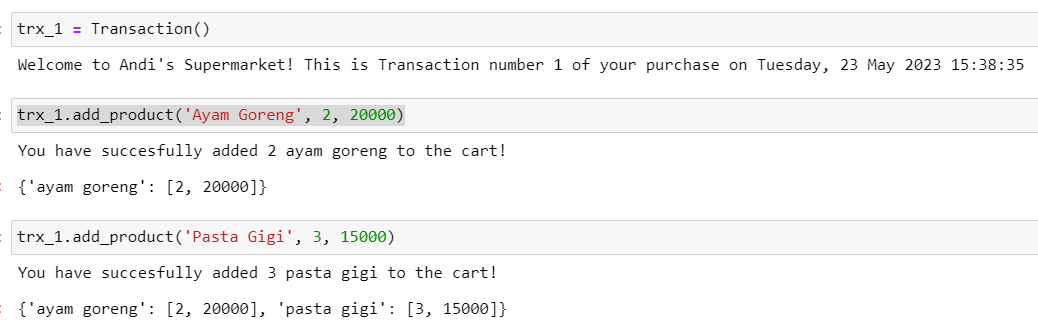 trx_1 = Transaction()
Welcome to Andi's Supermarket! This is Transaction number 1 of your purchase on Tuesday, 23 May 2023 15:38:35
trx_1.add_product('Ayam Goreng', 2, 20000)
You have succesfully added 2 ayam goreng to the cart!
{'ayam goreng': [2, 20000]}
trx_1.add_product('Pasta Gigi', 3, 15000)
You have succesfully added 3 pasta gigi to the cart!
{'ayam goreng': [2, 20000], 'pasta gigi': [3, 15000]}